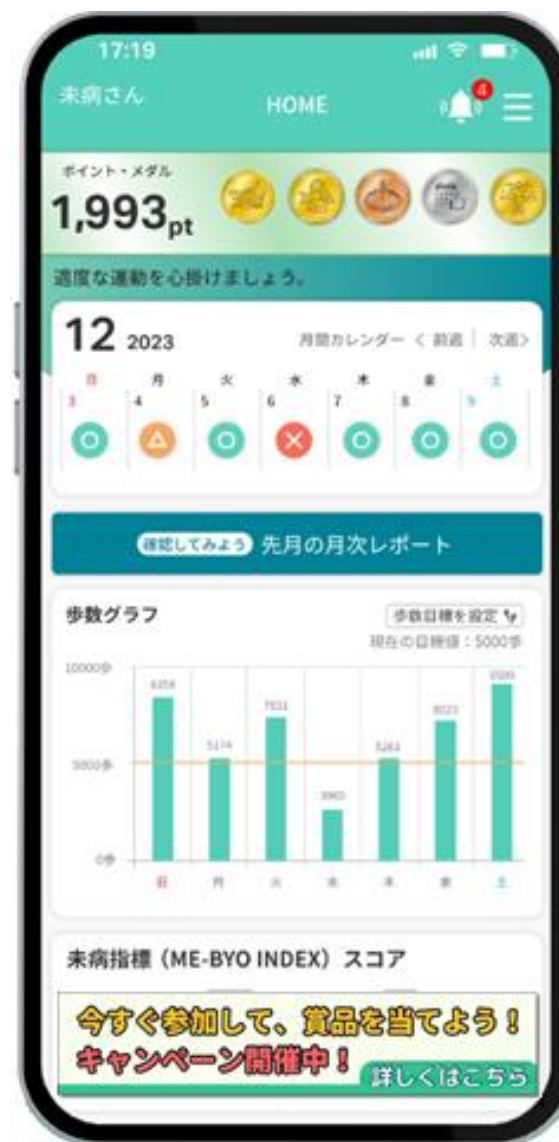 17:19
未病さん
HOME
4
ポイント・メダル
1,993pt
適度な運動を心掛けましょう。
12 2023
月間カレンダー < 前週 | 次週>
日 月 火 水 木 金 土
3 4 5 6 7 8 9
確認してみよう 先月の月次レポート
歩数グラフ
歩数目標を設定
現在の目標値:5000歩
10000歩
5174
5000歩
0歩
日 月 火 水 木 金 土
未病指標(ME-BYO INDEX)スコア
今すぐ参加して、賞品を当てよう!
キャンペーン開催中!
詳しくはこちら